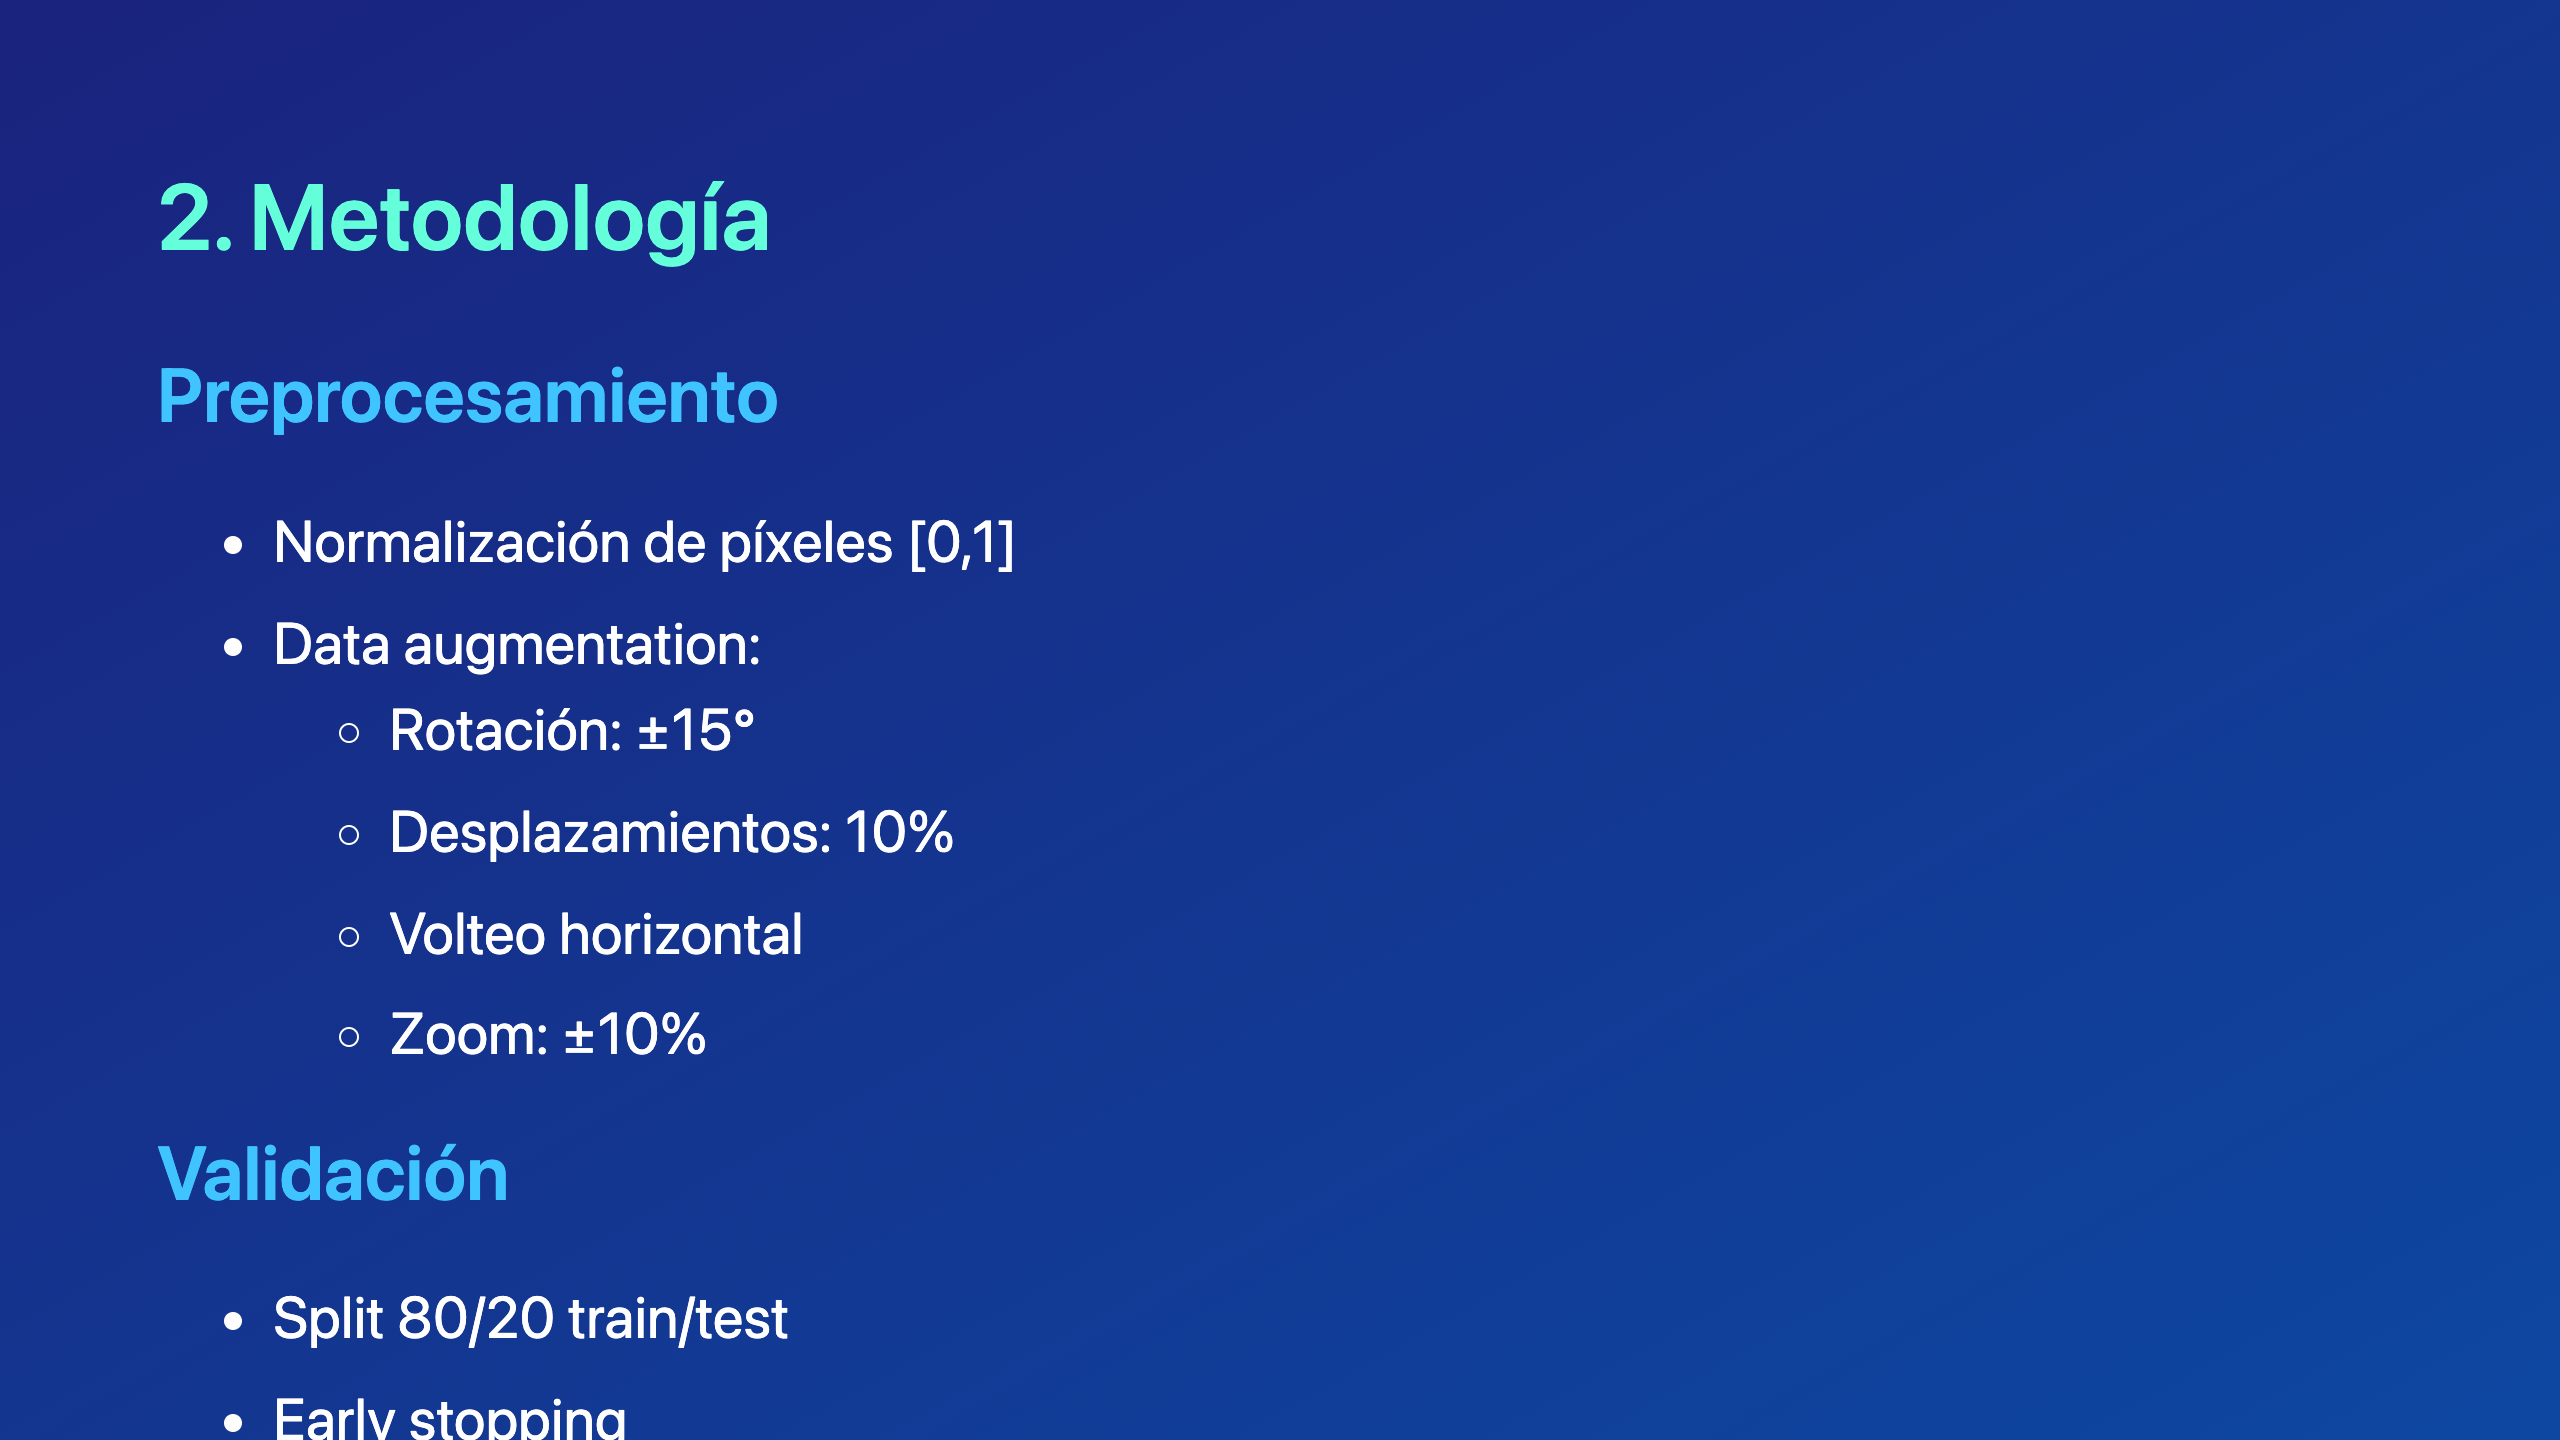 2. Metodología
Preprocesamiento
Normalización de píxeles [0,1]
Data augmentation:
Rotación: ±15°
Desplazamientos: 10%
Volteo horizontal
Zoom: ±10%
Validación
Split 80/20 train/test
Early stopping